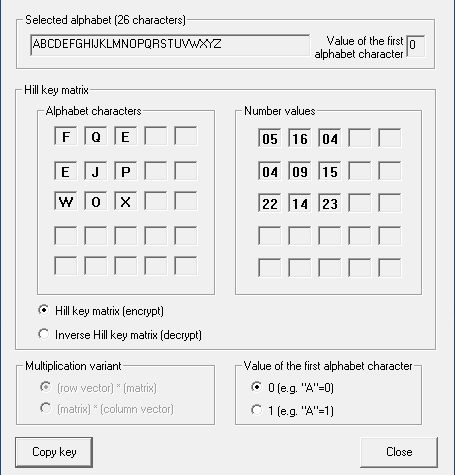 Selected alphabet (26 characters)
ABCDEFGHIJKLMNOPQRSTUVWXYZ
Value of the first
alphabet character
0
Hill key matrix
Alphabet characters
F Q E
E J P
W O X
Number values
05 16 04
04 09 15
22 14 23
Hill key matrix (encrypt)
Inverse Hill key matrix (decrypt)
Multiplication variant
(row vector) * (matrix)
(matrix) * (column vector)
Value of the first alphabet character
0 (e.g. "A"=0)
1 (e.g. "A"=1)
Copy key
Close